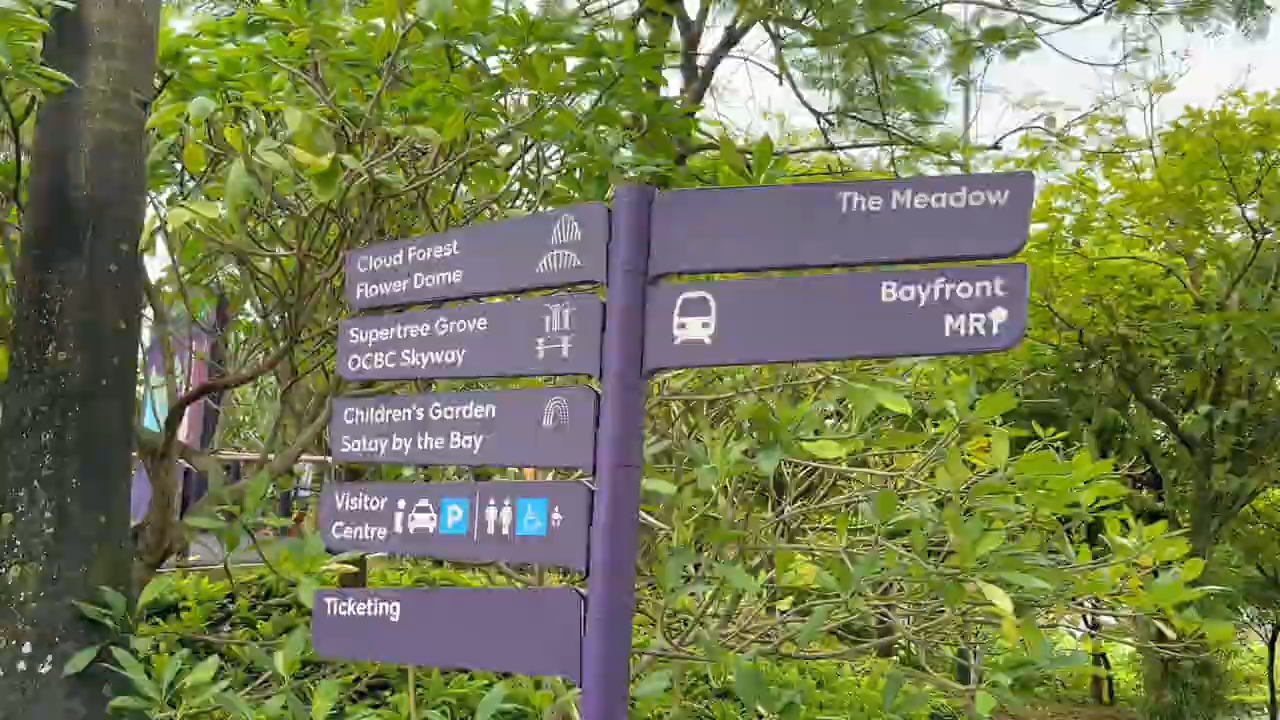 Cloud Forest
Flower Dome
Supertree Grove
OCBC Skyway
Children's Garden
Satay by the Bay
Visitor
Centre
P
Ticketing
The Meadow
Bayfront
MRT